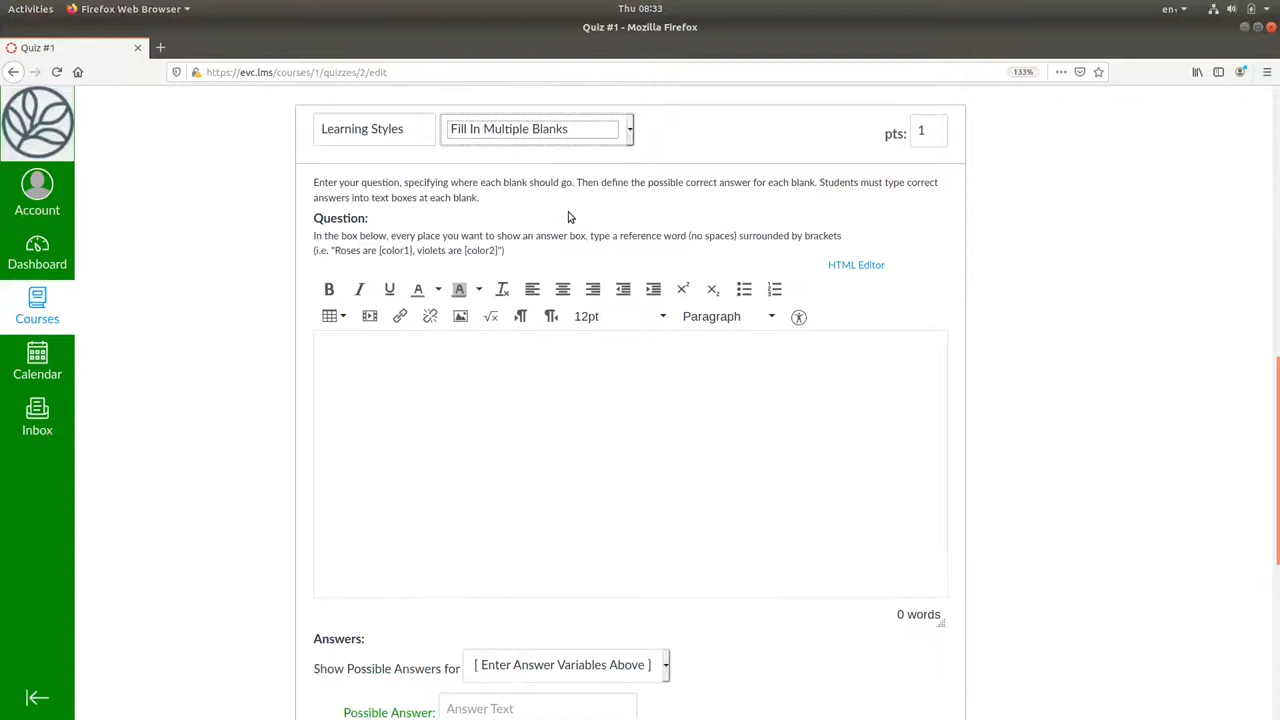 Activities Firefox Web Browser Thu 08:33 en1
Quiz #1 - Mozilla Firefox
Quiz #1
https://evc.lms/courses/1/quizzes/2/edit 133%
Learning Styles Fill In Multiple Blanks pts: 1
Enter your question, specifying where each blank should go. Then define the possible correct answer for each blank. Students must type correct
answers into text boxes at each blank.
Question:
In the box below, every place you want to show an answer box, type a reference word (no spaces) surrounded by brackets
(i.e. "Roses are [color1], violets are [color2]")
HTML Editor
B I U A A
12pt Paragraph
0 words
Answers:
Show Possible Answers for [ Enter Answer Variables Above ]
Possible Answer: Answer Text
Account
Dashboard
Courses
Calendar
Inbox